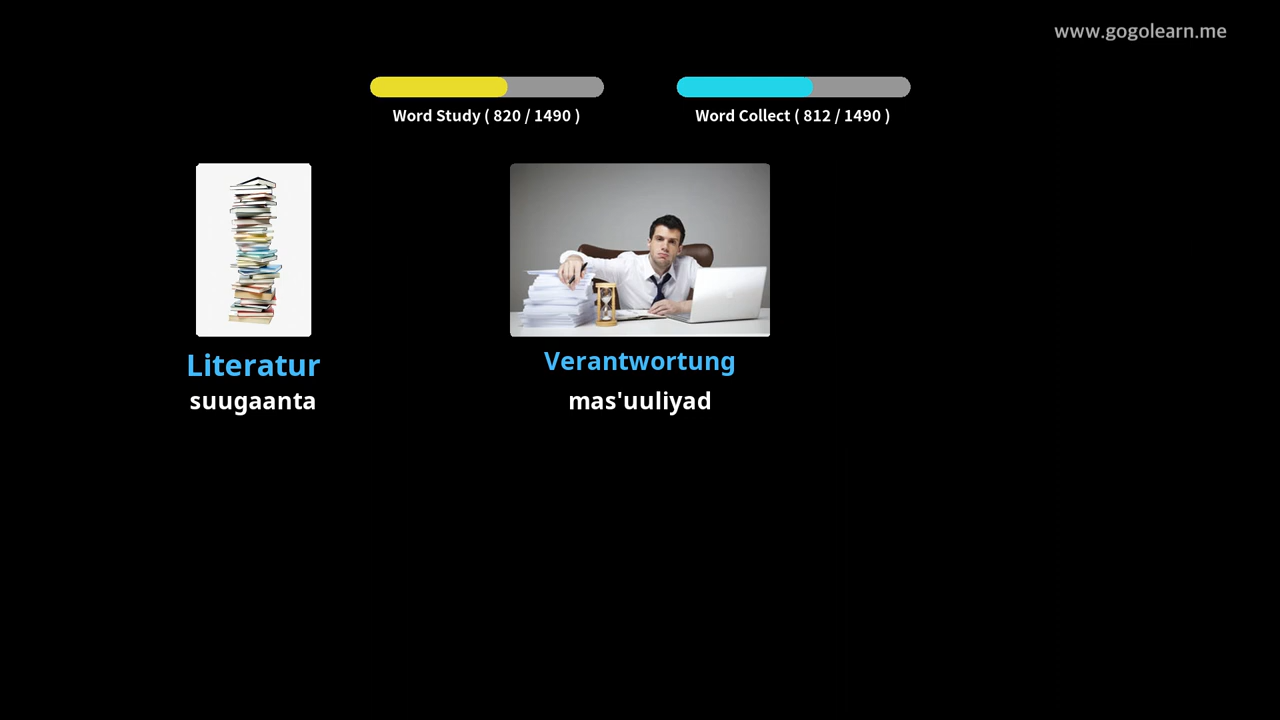 www.gogolearn.me
Word Study ( 820 / 1490 )
Word Collect ( 812 / 1490 )
Literatur
suugaanta
Verantwortung
mas'uuliyad